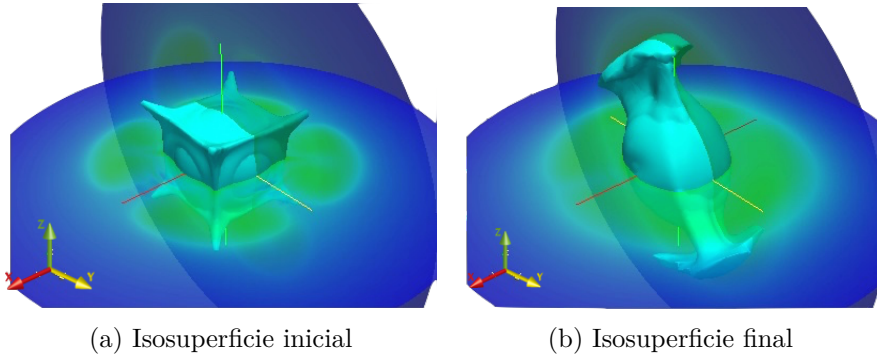 Z
X
Y
Z
X
Y
(a) Isosuperficie inicial
(b) Isosuperficie final